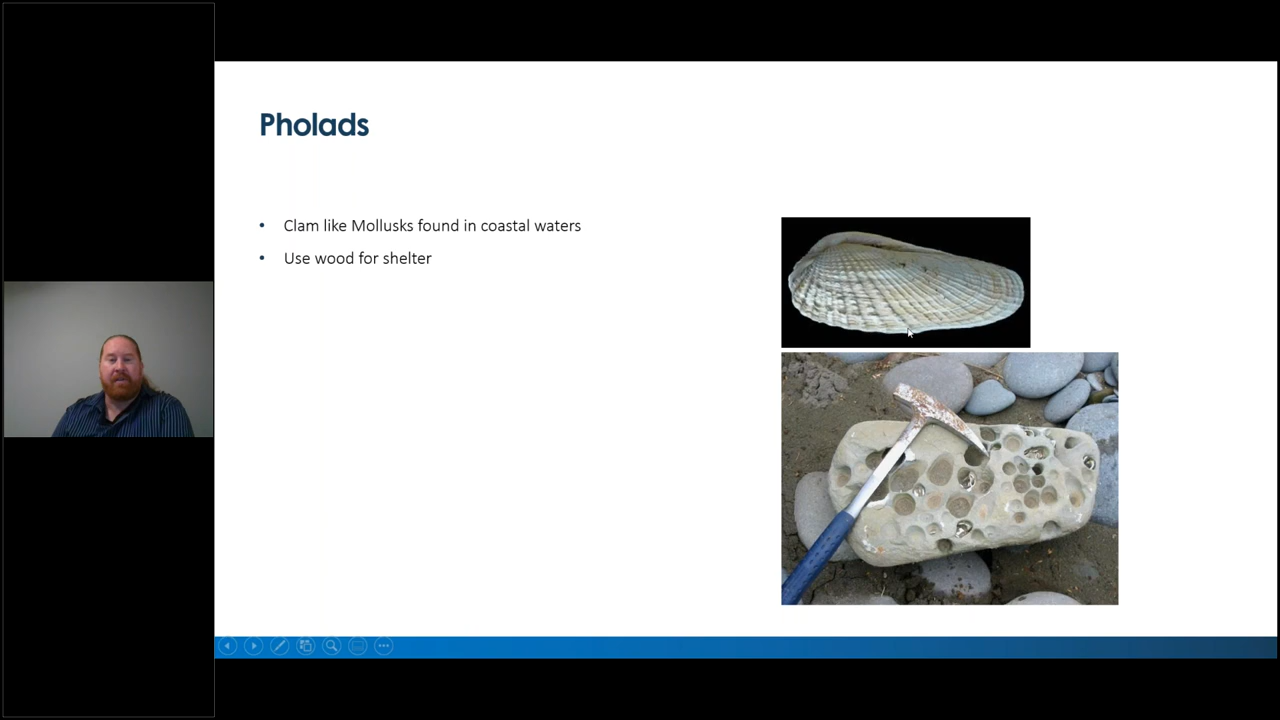 Pholads
• Clam like Mollusks found in coastal waters
• Use wood for shelter